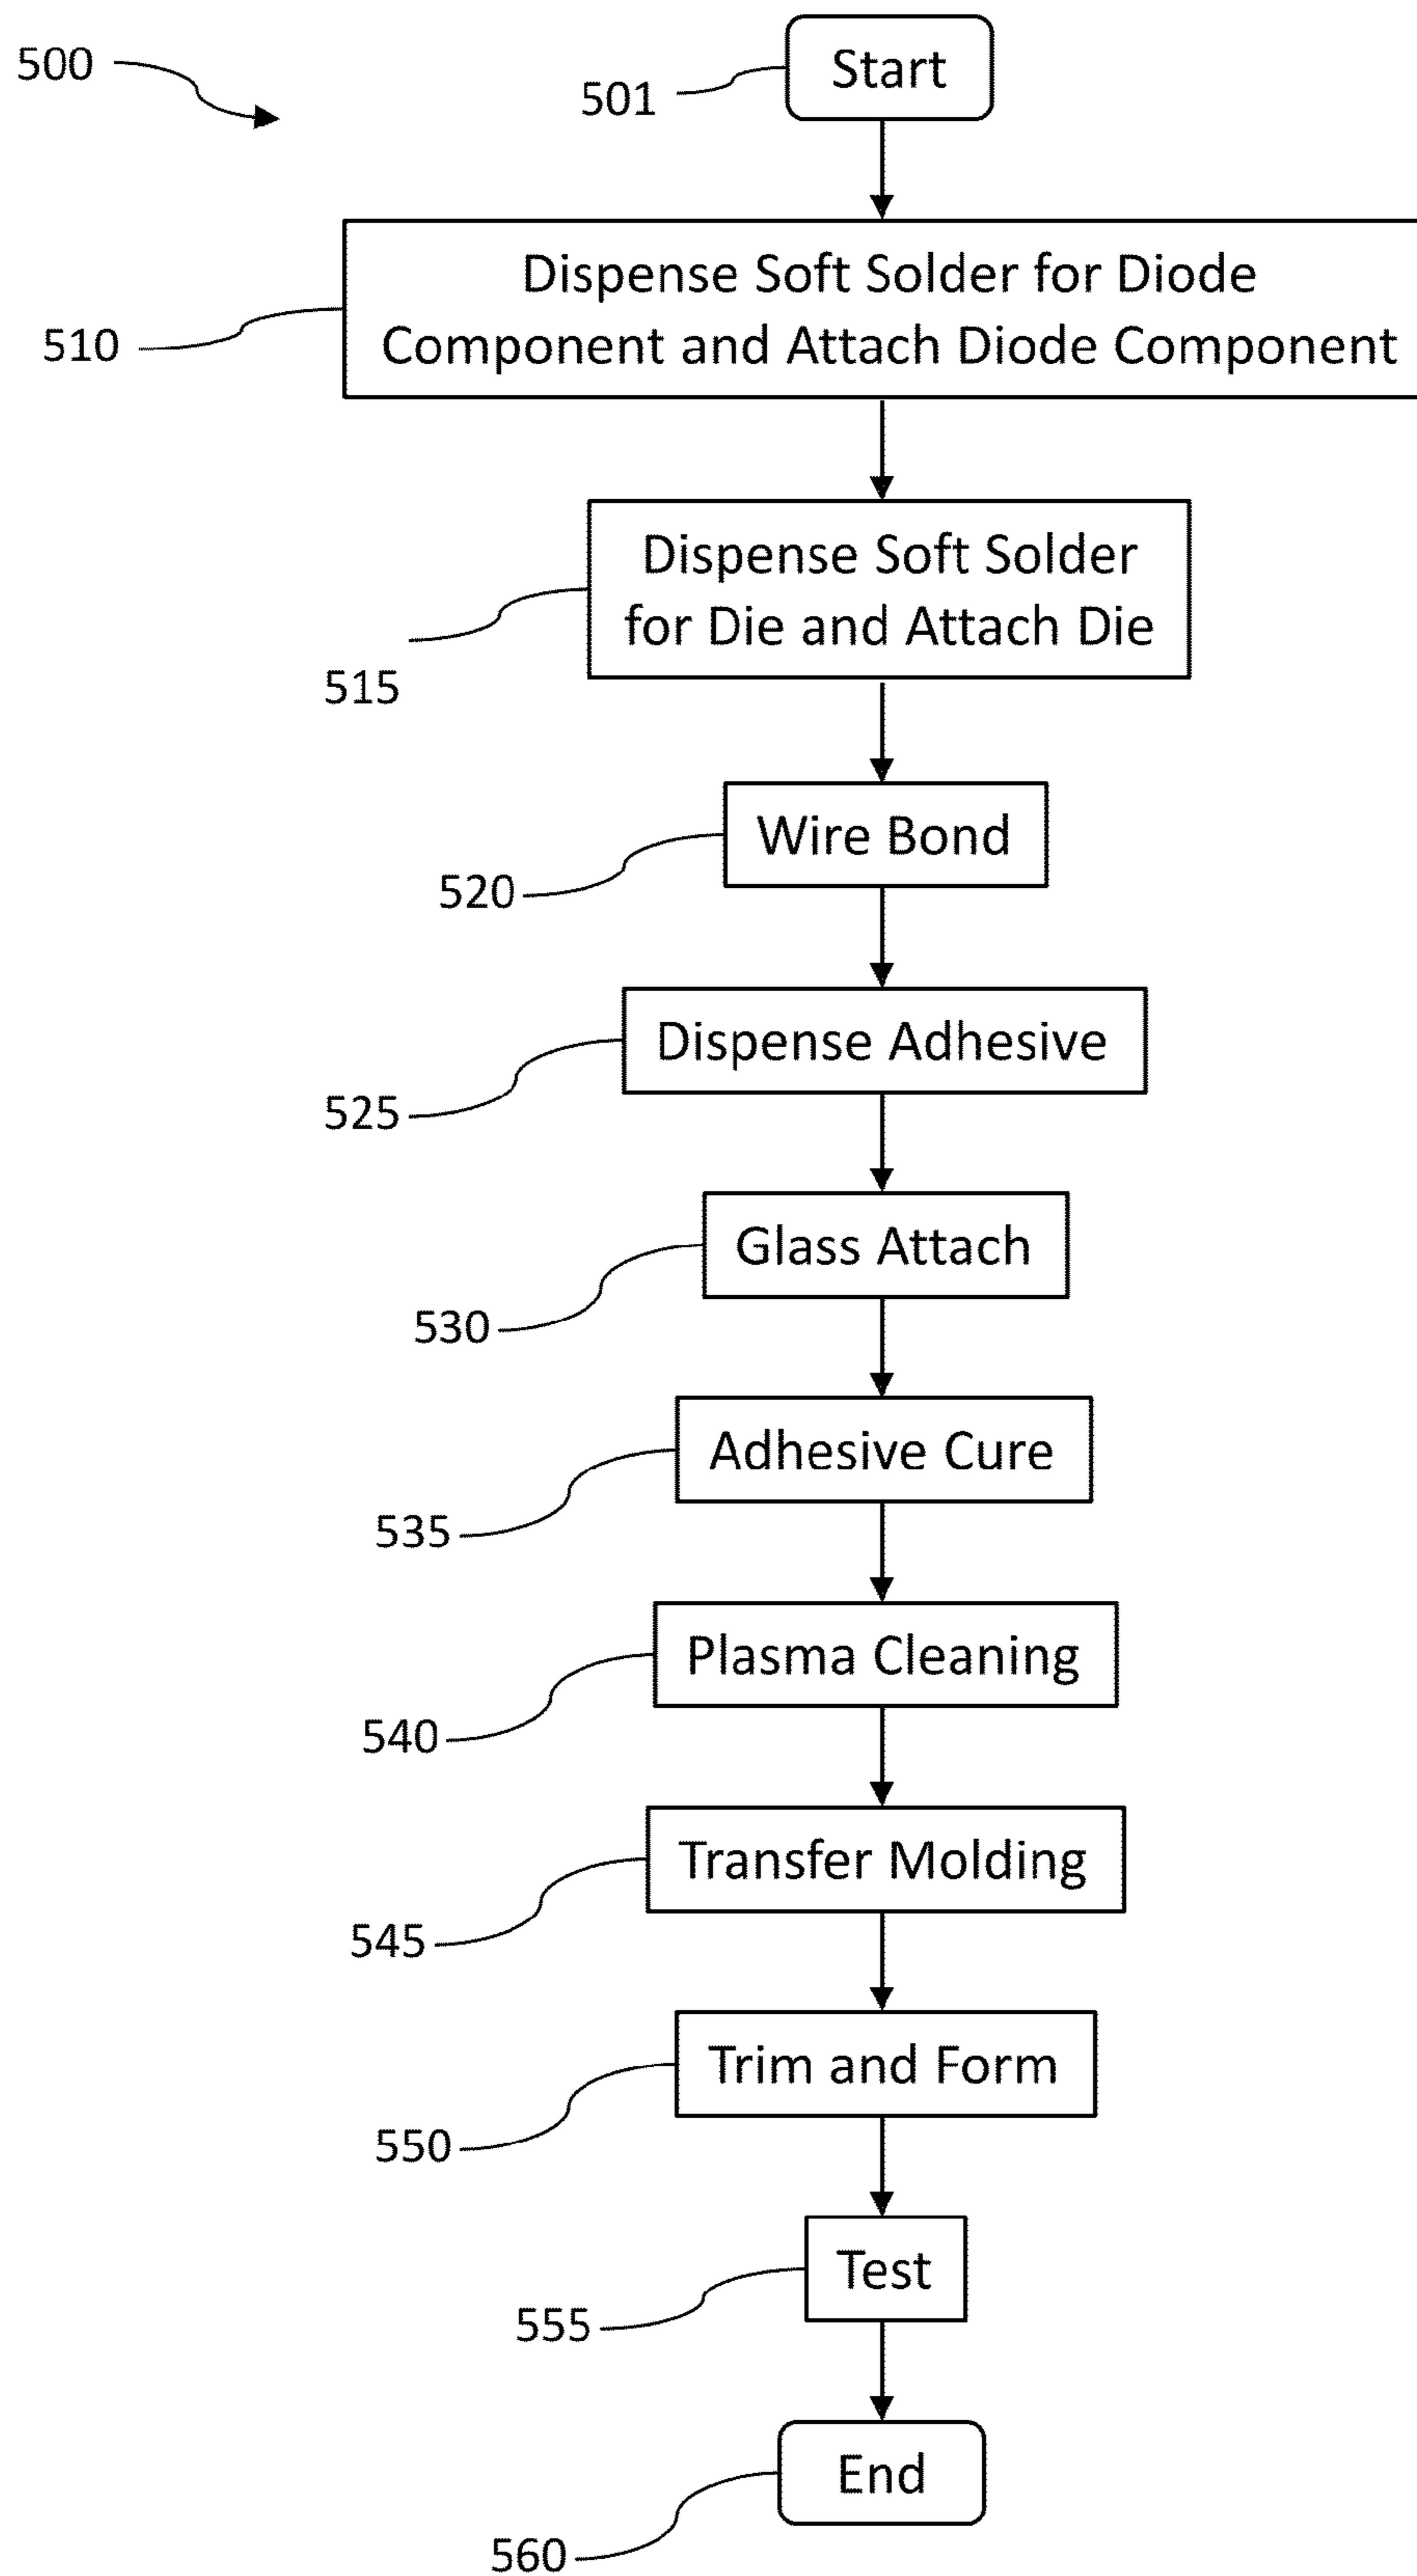 500
Start
501
Dispense Soft Solder for Diode
Component and Attach Diode Component
510
Dispense Soft Solder
for Die and Attach Die
515
Wire Bond
520
Dispense Adhesive
525
Glass Attach
530
Adhesive Cure
535
Plasma Cleaning
540
Transfer Molding
545
Trim and Form
550
Test
555
End
560